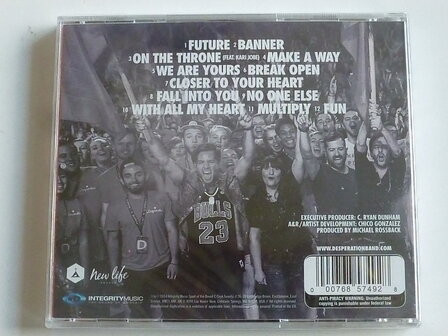 1 FUTURE 2 BANNER
3 ON THE THRONE (FEAT. KARI JOBE) 4 MAKE A WAY
5 WE ARE YOURS 6 BREAK OPEN
7 CLOSER TO YOUR HEART
8 FALL INTO YOU 9 NO ONE ELSE
10 WITH ALL MY HEART 11 MULTIPLY 12 FUN
BULLS
23
EXECUTIVE PRODUCER: C. RYAN DUNHAM
A&R/ARTIST DEVELOPMENT: CHICO GONZALEZ
PRODUCED BY MICHAEL ROSSBACK
WWW.DESPERATIONBAND.COM
New life
INTEGRITY MUSIC
0 00768 57492 8
ANTI-PIRACY WARNING: Unauthorized
copying is punishable under federal law